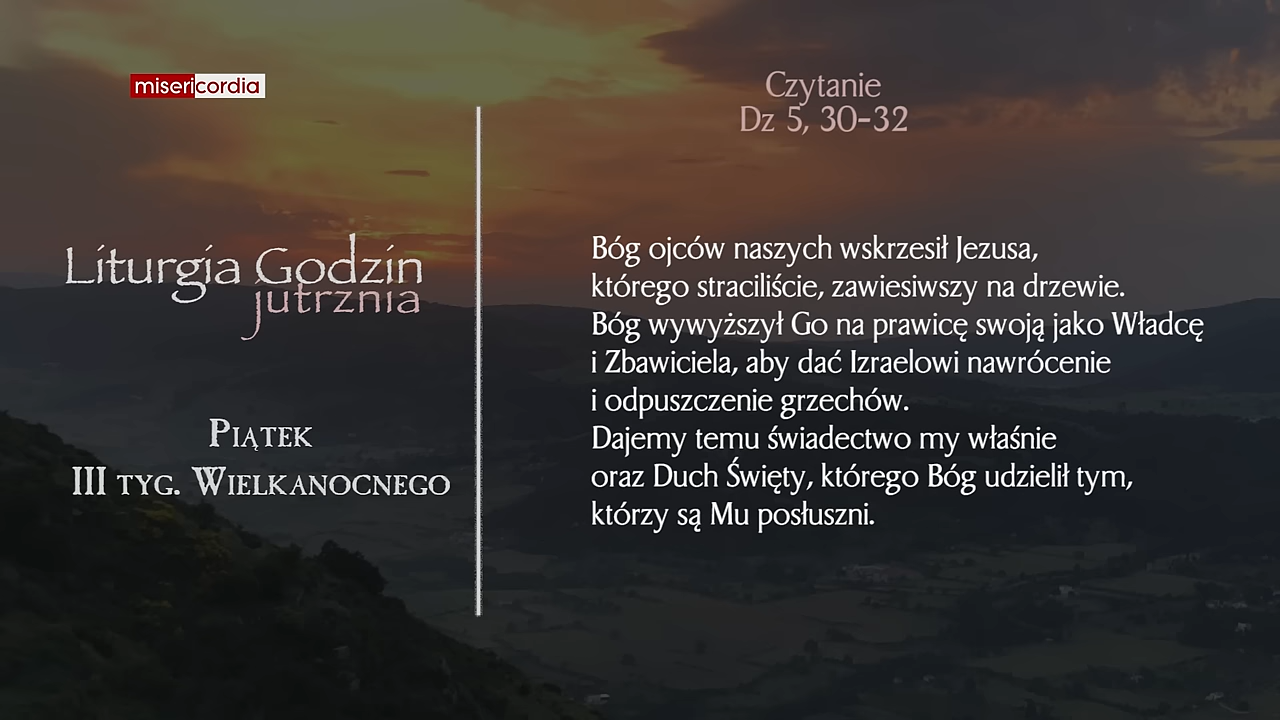 misericordia
Liturgia Godzin
jutrznia
Piątek
III tyg. Wielkanocnego
Czytanie
Dz 5, 30-32
Bóg ojców naszych wskrzesił Jezusa,
którego straciliście, zawiesiwszy na drzewie.
Bóg wywyższył Go na prawicę swoją jako Władcę
i Zbawiciela, aby dać Izraelowi nawrócenie
i odpuszczenie grzechów.
Dajemy temu świadectwo my właśnie
oraz Duch Święty, którego Bóg udzielił tym,
którzy są Mu posłuszni.